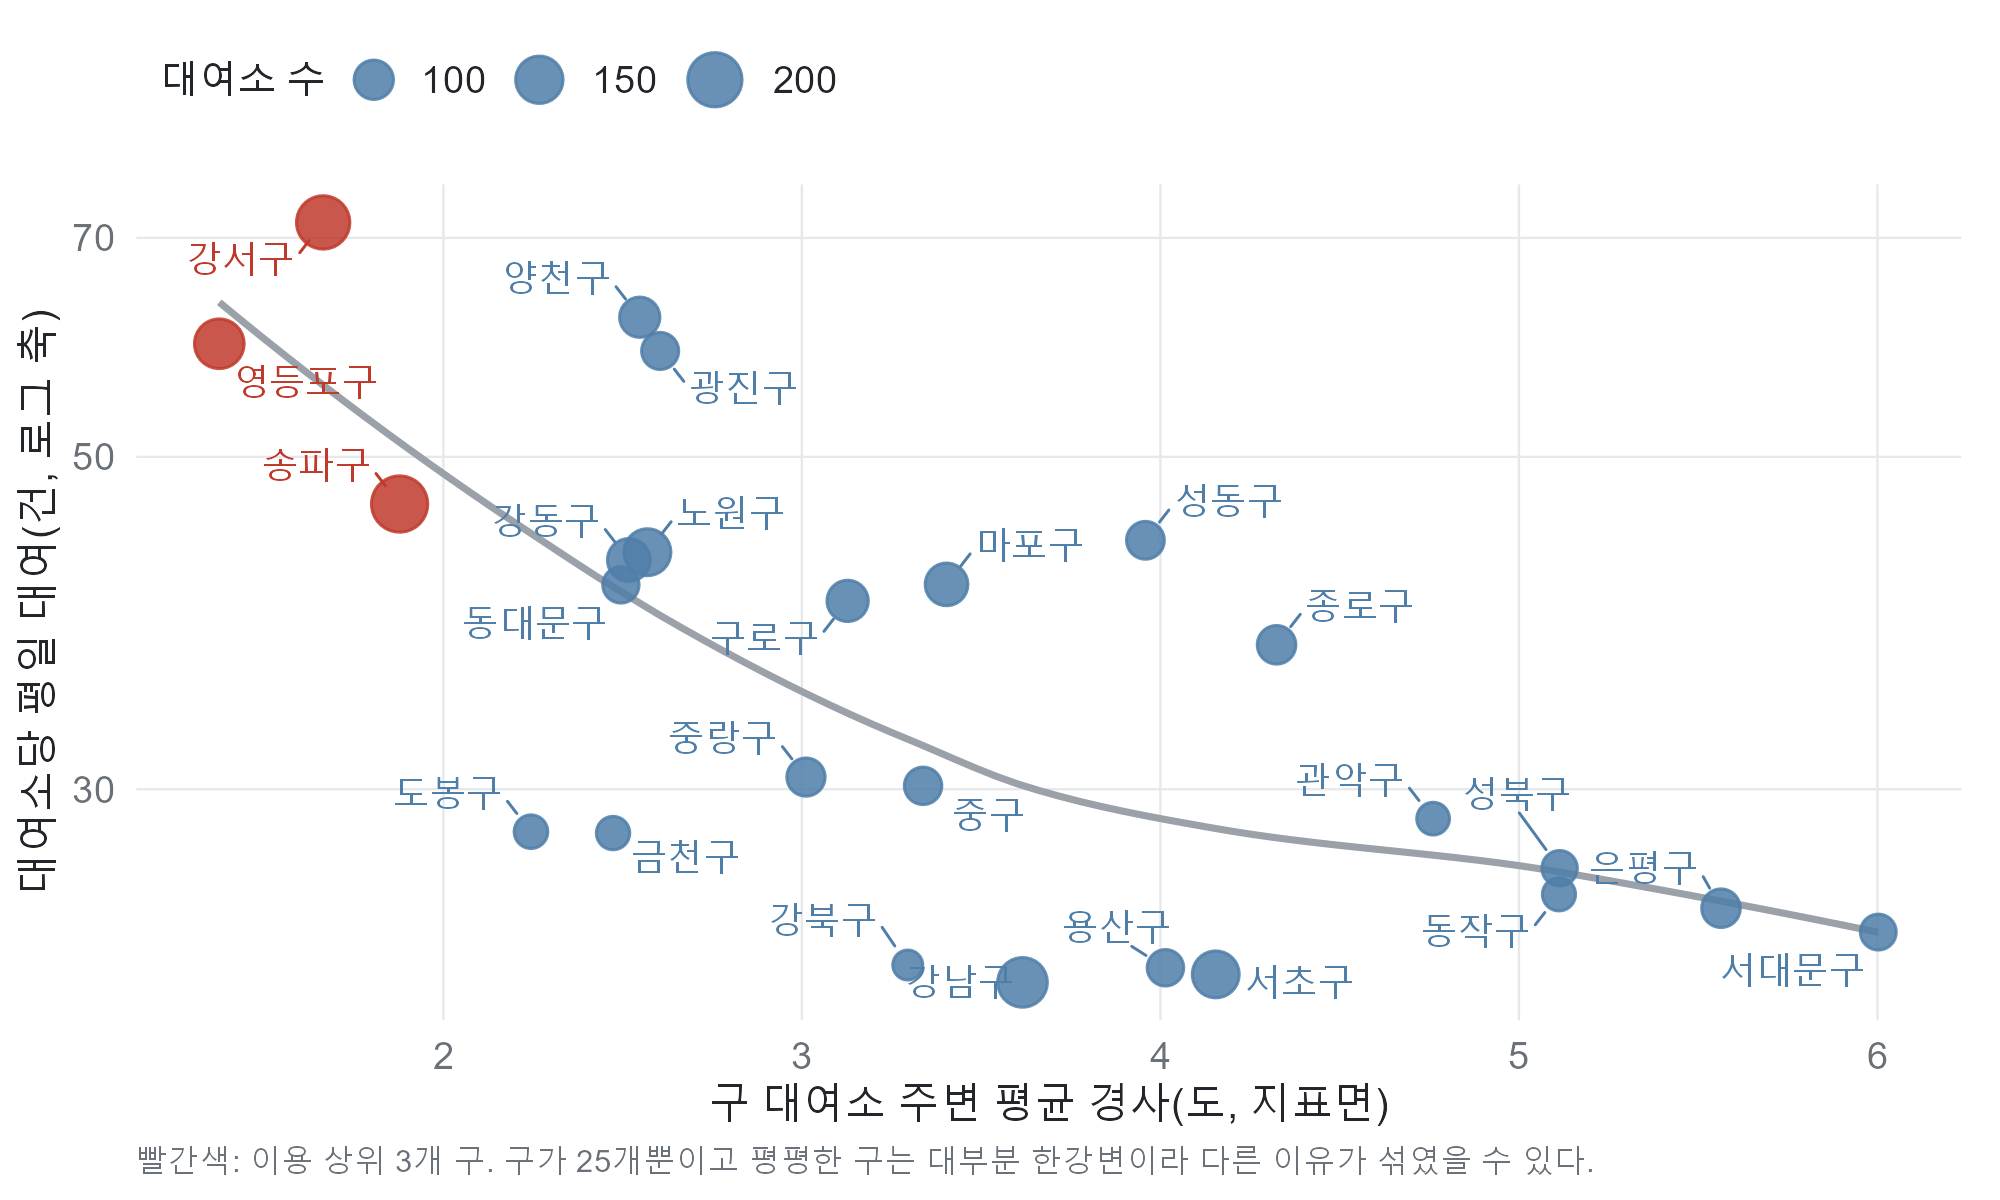 대여소 수 100 150 200
대여소당 평일 대여(건, 로그 축)
70
50
30
강서구
양천구
영등포구
광진구
송파구
강동구
노원구
성동구
마포구
동대문구
구로구
종로구
중랑구
도봉구
중구
관악구
성북구
금천구
은평구
강북구
용산구
동작구
강남구
서초구
서대문구
2 3 4 5 6
구 대여소 주변 평균 경사(도, 지표면)
빨간색: 이용 상위 3개 구. 구가 25개뿐이고 평평한 구는 대부분 한강변이라 다른 이유가 섞였을 수 있다.